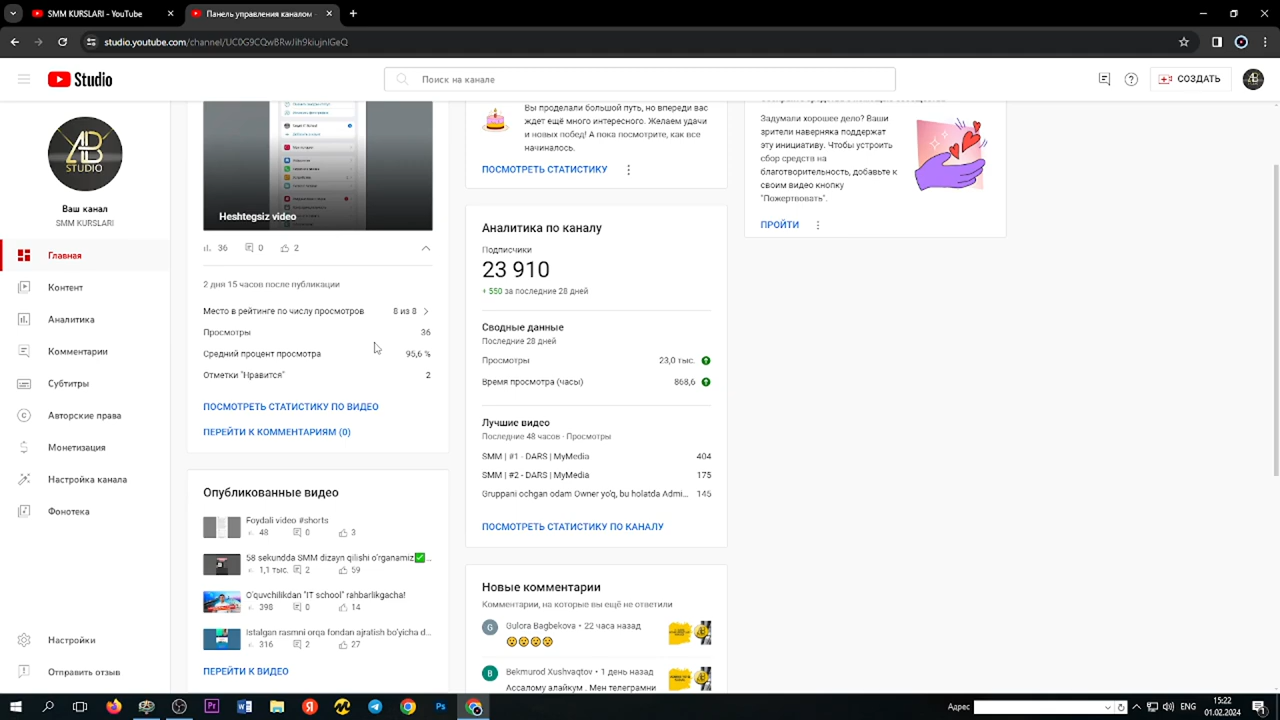 SMM KURSLARI - YouTube
Панель управления каналом -
studio.youtube.com/channel/UC0G9CQwBRwJih9kiujnIGeQ
Studio
Поиск на канале
СОЗДАТЬ
AB
STUDIO
Ваш канал
SMM KURSLARI
Главная
Контент
Аналитика
Комментарии
Субтитры
Авторские права
Монетизация
Настройка канала
Фонотека
Настройки
Отправить отзыв
Heshtegsiz video
36 0 2
2 дня 15 часов после публикации
Место в рейтинге по числу просмотров 8 из 8
Просмотры 36
Средний процент просмотра 95,6 %
Отметки "Нравится" 2
ПОСМОТРЕТЬ СТАТИСТИКУ ПО ВИДЕО
ПЕРЕЙТИ К КОММЕНТАРИЯМ (0)
Опубликованные видео
Foydali video #shorts
48 0 3
58 sekundda SMM dizayn qilishi o'rganamiz✅...
1,1 тыс. 2 59
O'quvchilikdan "IT school" rahbarlikgacha!
398 0 14
Istalgan rasmni orqa fondan ajratish bo'yicha d...
316 2 27
ПЕРЕЙТИ К ВИДЕО
Вы проделали большой путь, но впереди вас
ждет ещё много интересного. Желаем удачи
и новых побед! А пока посмотрите, как все
начиналось.
ПОСМОТРЕТЬ СТАТИСТИКУ
Аналитика по каналу
Подписчики
23 910
+ 550 за последние 28 дней
Сводные данные
Последние 28 дней
Просмотры 23,0 тыс.
Время просмотра (часы) 868,6
Лучшие видео
Последние 48 часов · Просмотры
SMM | #1 - DARS | MyMedia 404
SMM | #2 - DARS | MyMedia 175
Gruppani ochgan odam Owner yo'q, bu holatda Admi... 145
ПОСМОТРЕТЬ СТАТИСТИКУ ПО КАНАЛУ
Новые комментарии
Комментарии, на которые вы ещё не ответили
G
Gulora Bagbekova • 22 часа назад
B
Bekmurod Xushvaqtov • 1 день назад
Ассалому алайкум . Мен телеграмни
Задумали хорошее дело? Ваши
зрители наверняка поддержат
эту инициативу. Чтобы устроить
сбор средств на
благотворительность, добавьте к
своим видео кнопку
"Пожертвовать".
ПРОЙТИ
Адрес
ENG
15:22
01.02.2024